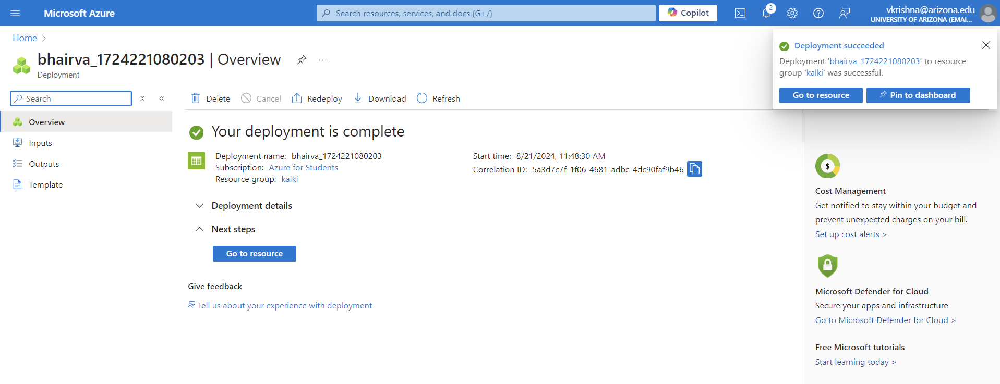 Microsoft Azure
Search resources, services, and docs (G+/)
Copilot
2
vkrishna@arizona.edu
UNIVERSITY OF ARIZONA (EMAI...
Home
bhairva_1724221080203 | Overview
...
Deployment
Search
Overview
Inputs
Outputs
Template
Delete
Cancel
Redeploy
Download
Refresh
Your deployment is complete
Deployment name: bhairva_1724221080203
Subscription: Azure for Students
Resource group: kalki
Start time: 8/21/2024, 11:48:30 AM
Correlation ID: 5a3d7c7f-1f06-4681-adbc-4dc90faf9b46
Deployment details
Next steps
Go to resource
Give feedback
Tell us about your experience with deployment
Deployment succeeded
Deployment 'bhairva_1724221080203' to resource
group 'kalki' was successful.
Go to resource
Pin to dashboard
$
Cost Management
Get notified to stay within your budget and
prevent unexpected charges on your bill.
Set up cost alerts >
Microsoft Defender for Cloud
Secure your apps and infrastructure
Go to Microsoft Defender for Cloud >
Free Microsoft tutorials
Start learning today >